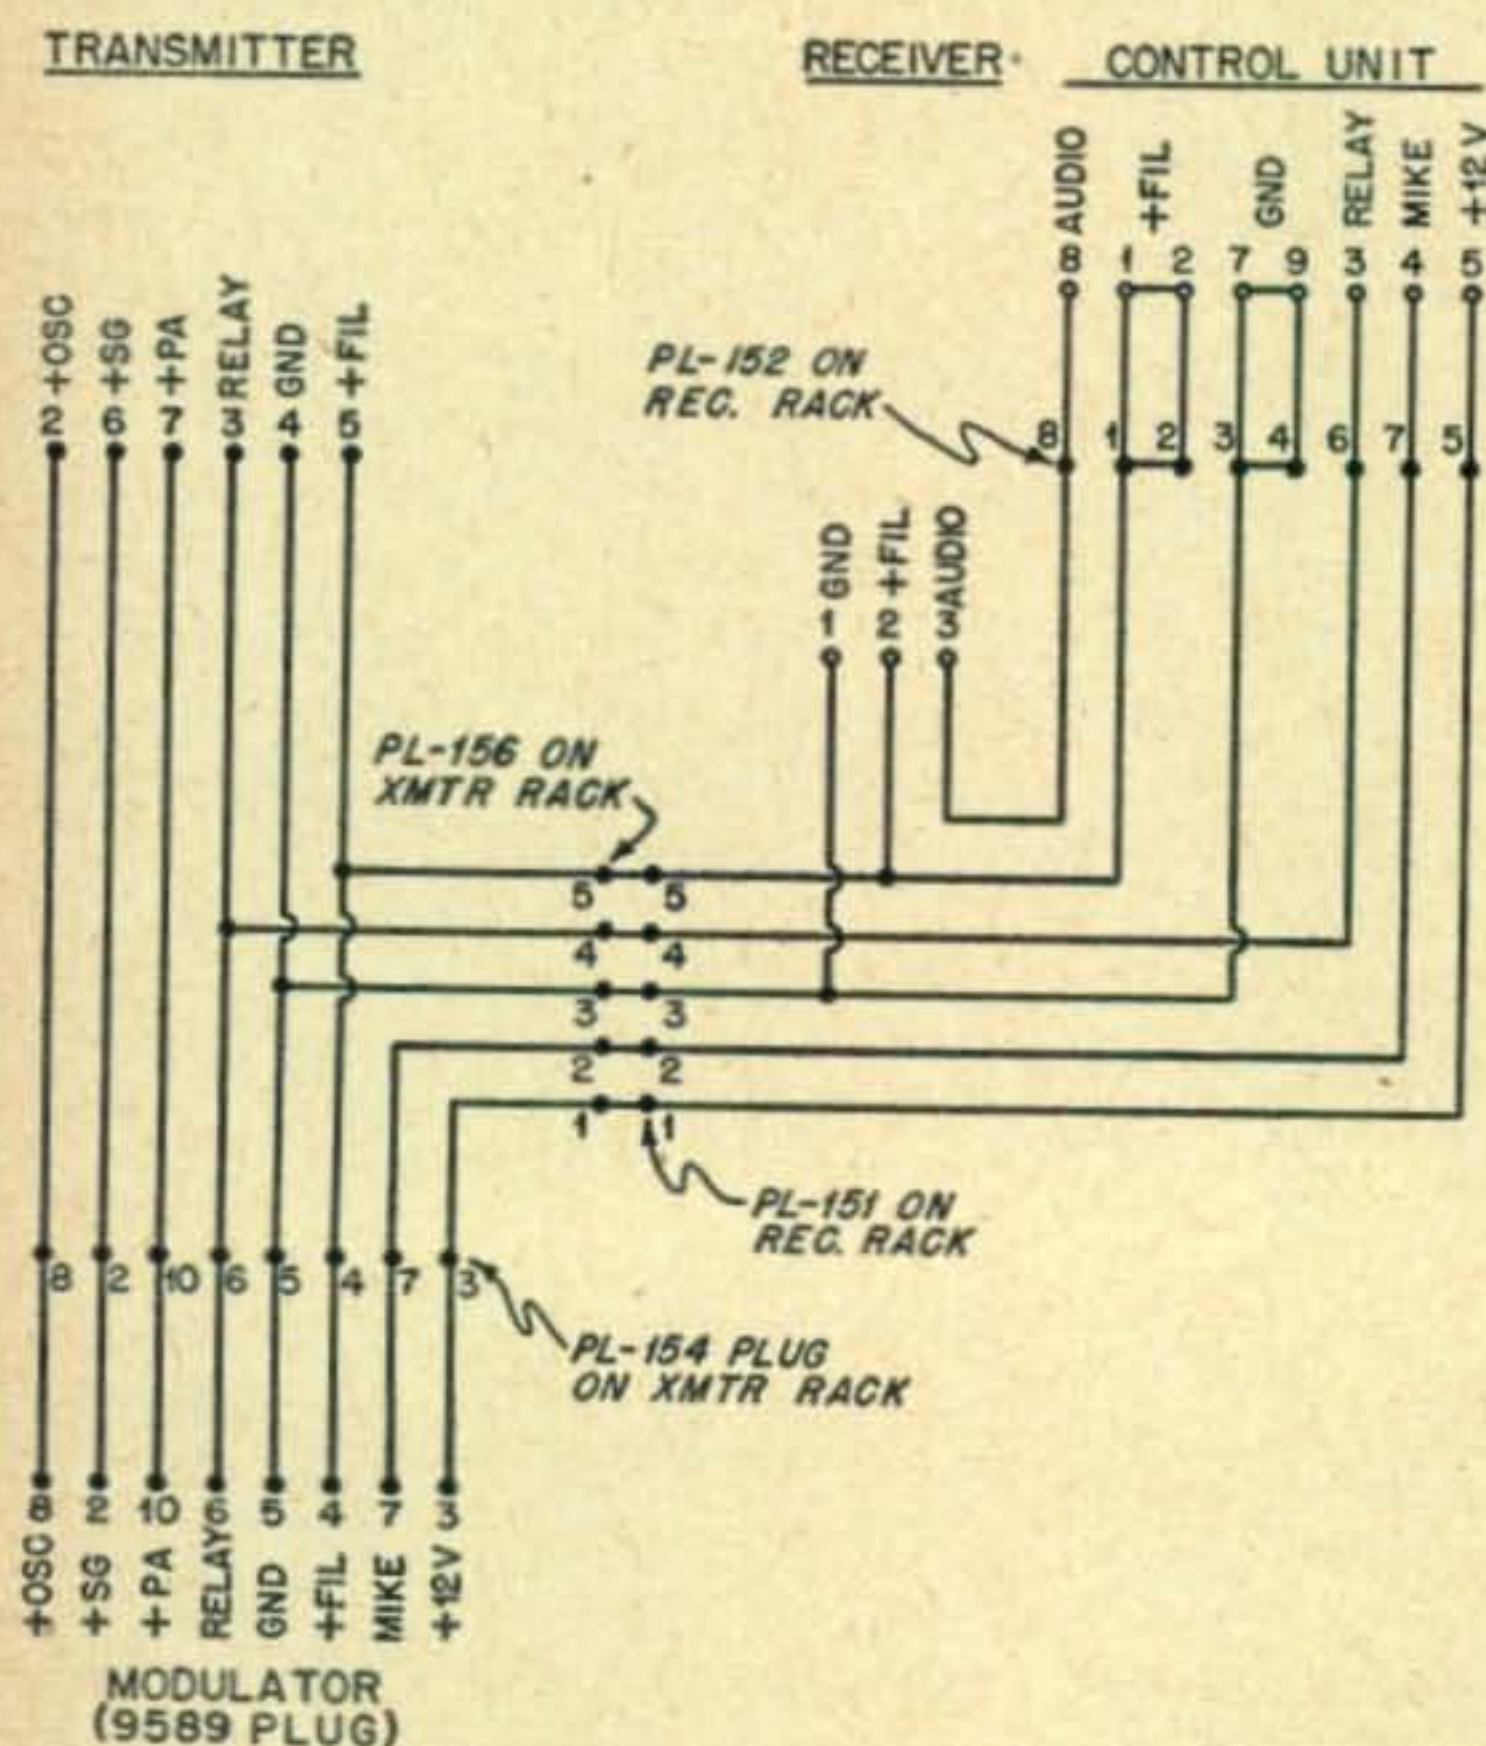 TRANSMITTER
RECEIVER
CONTROL UNIT
8 AUDIO
1 2 +FIL
7 9 GND
3 RELAY
4 MIKE
5 +12V
2 +OSC
6 +SG
7 +PA
3 RELAY
4 GND
5 +FIL
PL-152 ON
REC. RACK
8 1 2 3 4 6 7 5
1 GND
2 +FIL
3 AUDIO
PL-156 ON
XMTR RACK
5 5
4 4
3 3
2 2
1 1
PL-151 ON
REC. RACK
8 2 10 6 5 4 7 3
PL-154 PLUG
ON XMTR RACK
+OSC 8
+SG 2
+PA 10
RELAY 6
GND 5
+FIL 4
MIKE 7
+12V 3
MODULATOR
(9589 PLUG)